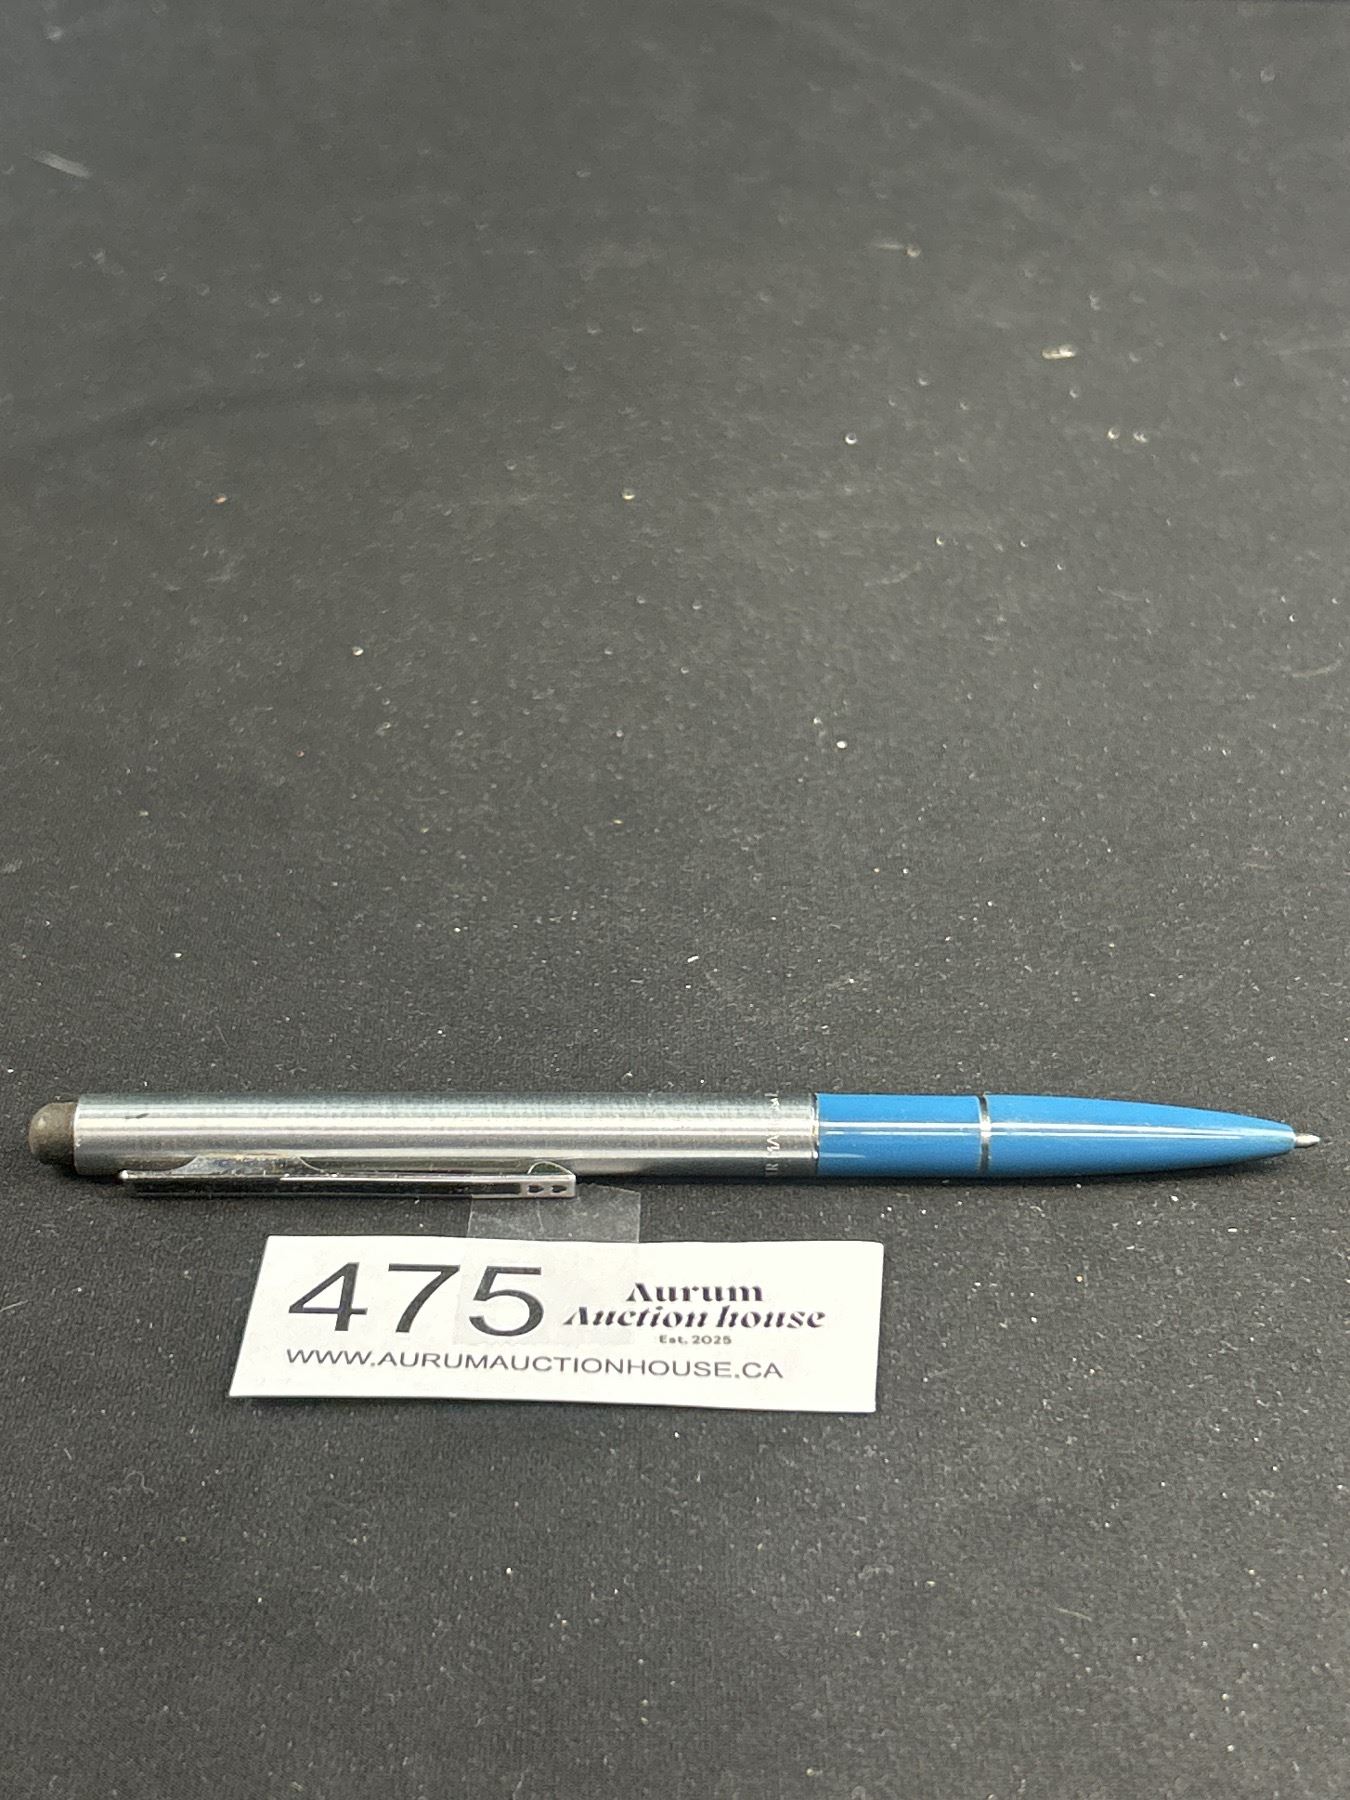 475
Aurum
Auction house
Est. 2025
WWW.AURUMAUCTIONHOUSE.CA